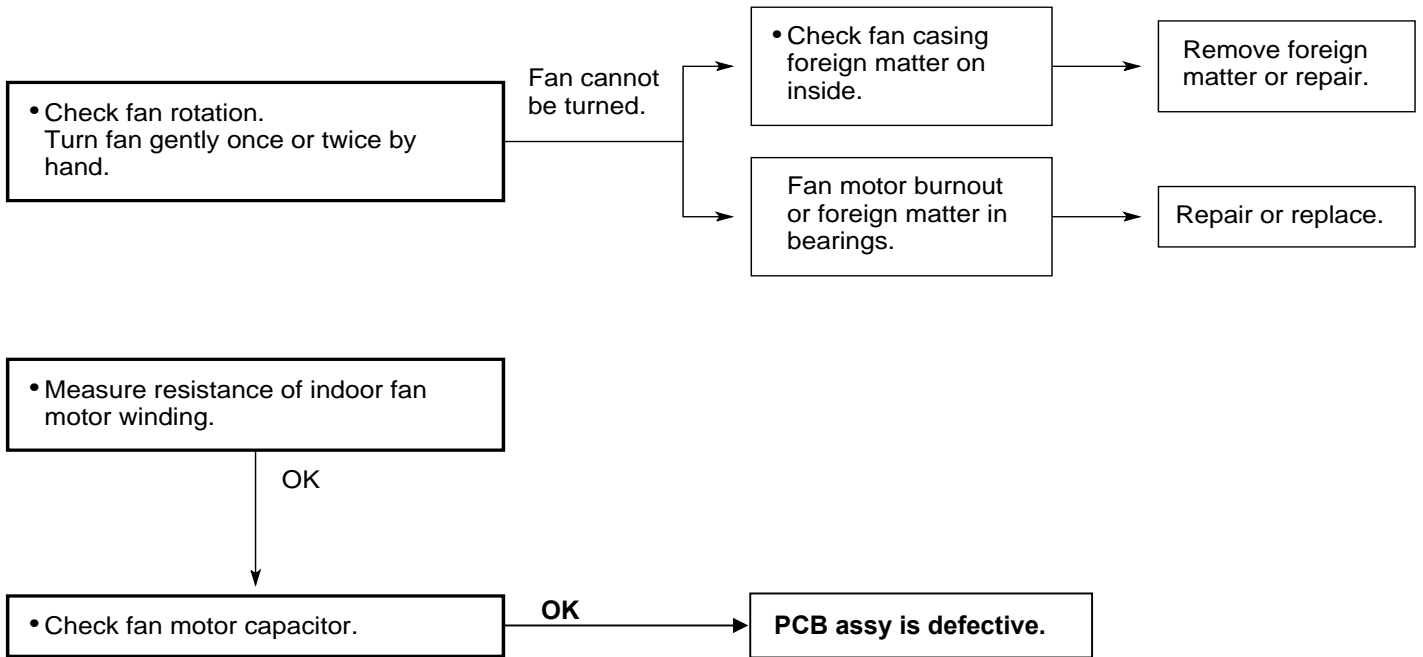 • Check fan rotation.
Turn fan gently once or twice by
hand.
Fan cannot
be turned.
• Check fan casing
foreign matter on
inside.
Remove foreign
matter or repair.
Fan motor burnout
or foreign matter in
bearings.
Repair or replace.
• Measure resistance of indoor fan
motor winding.
OK
• Check fan motor capacitor.
OK
PCB assy is defective.